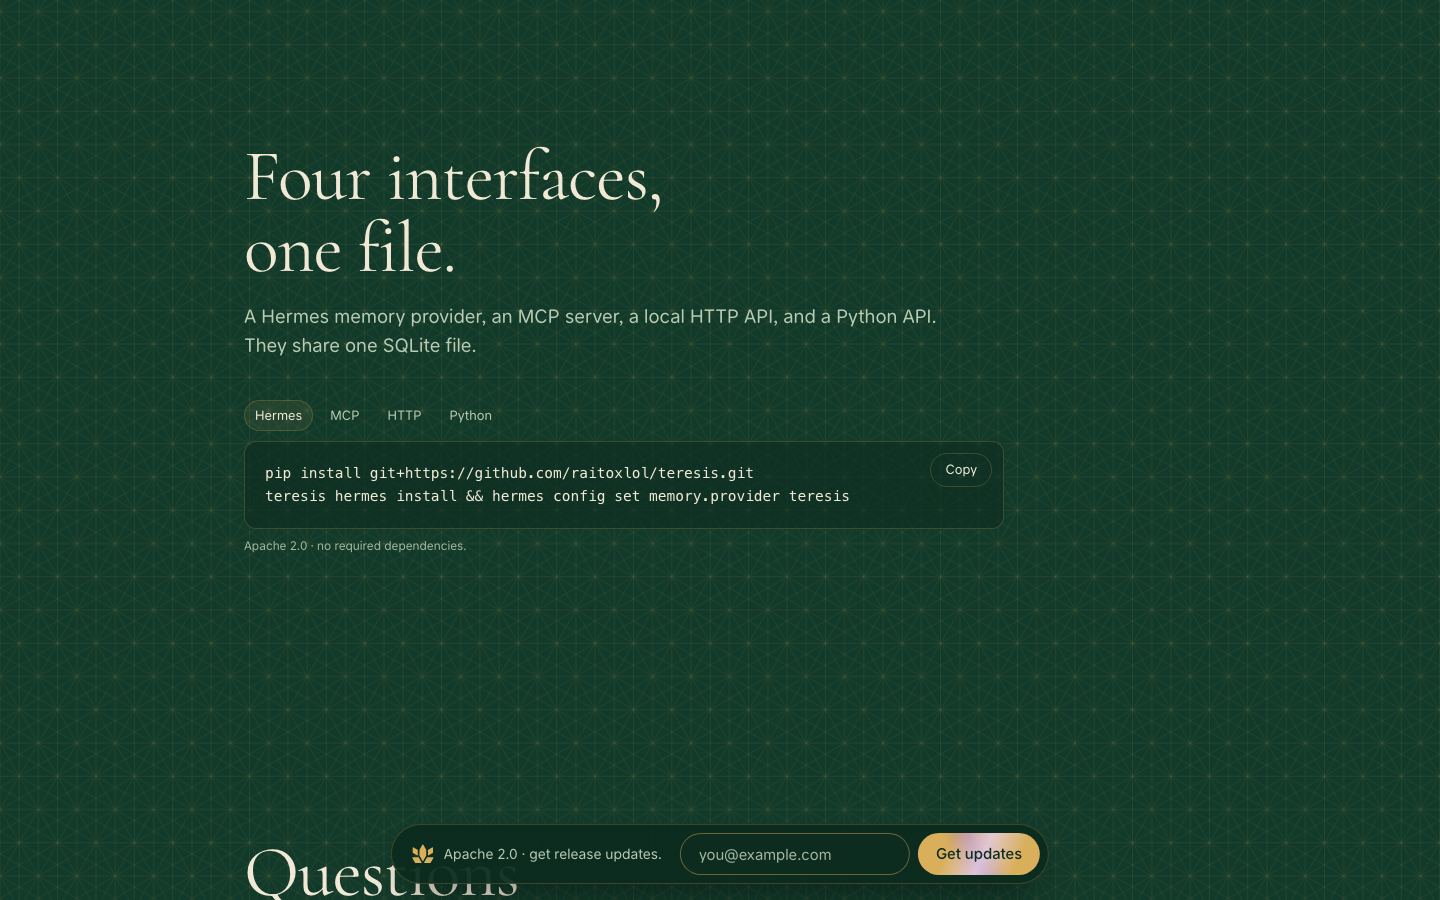 Four interfaces,
one file.
A Hermes memory provider, an MCP server, a local HTTP API, and a Python API.
They share one SQLite file.
Hermes MCP HTTP Python
pip install git+https://github.com/raitoxlol/teresis.git
Copy
teresis hermes install && hermes config set memory.provider teresis
Apache 2.0 · no required dependencies.
Questions
Apache 2.0 · get release updates. you@example.com Get updates